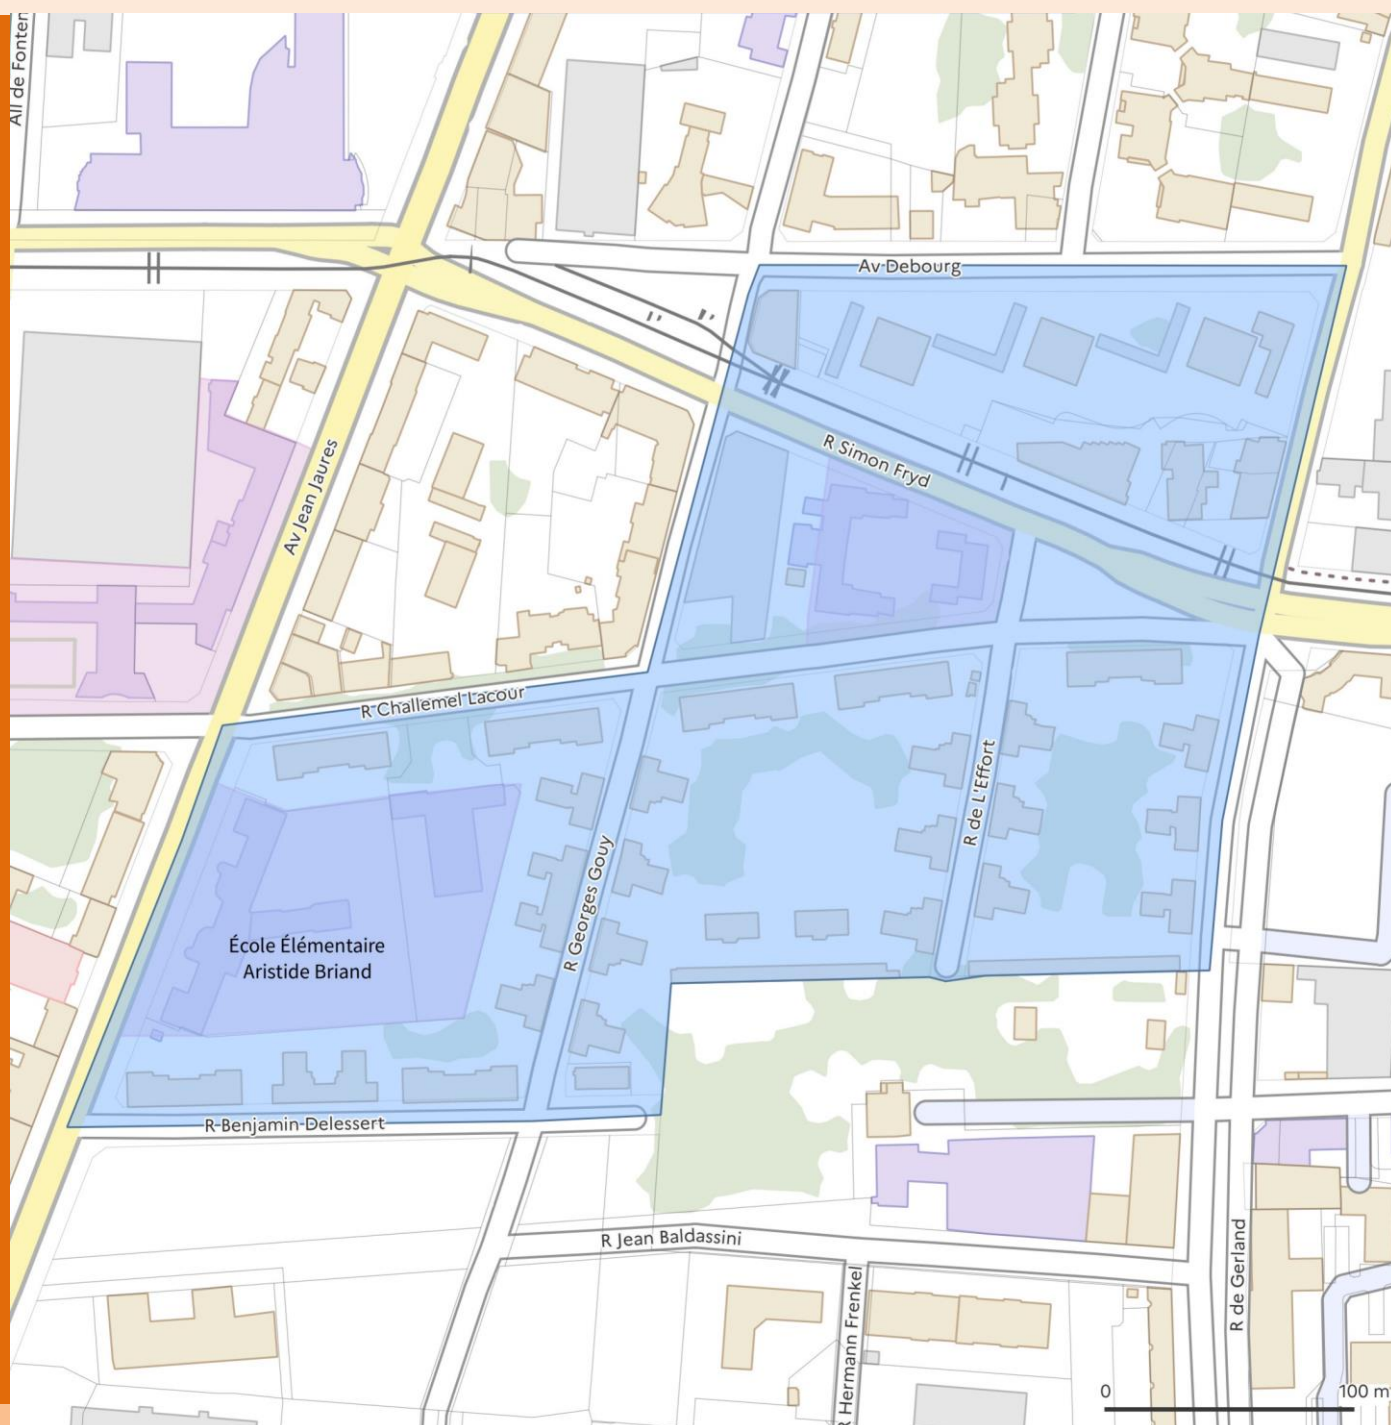 All de Fonten
Av Debourg
R Simon Fryd
Av Jean Jaures
R Challemel Lacour
R de L'Effort
R Georges Gouy
École Élémentaire
Aristide Briand
R Benjamin Delessert
R Jean Baldassini
R Hermann Frenkel
R de Gerland
0 100 m